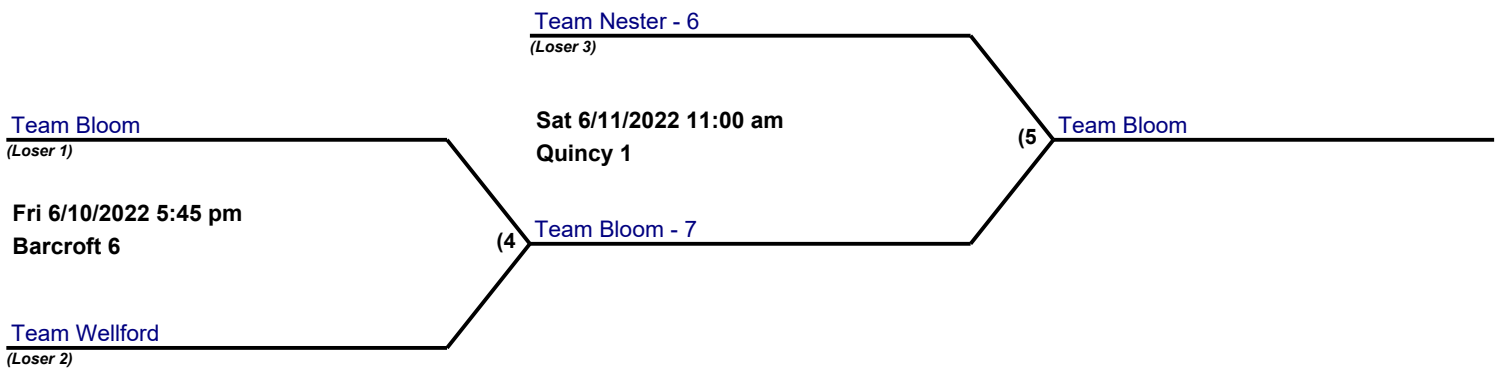 Team Nester - 6
(Loser 3)
Team Bloom
(Loser 1)
Sat 6/11/2022 11:00 am
Quincy 1
(5
Team Bloom
Fri 6/10/2022 5:45 pm
Barcroft 6
(4
Team Bloom - 7
Team Wellford
(Loser 2)